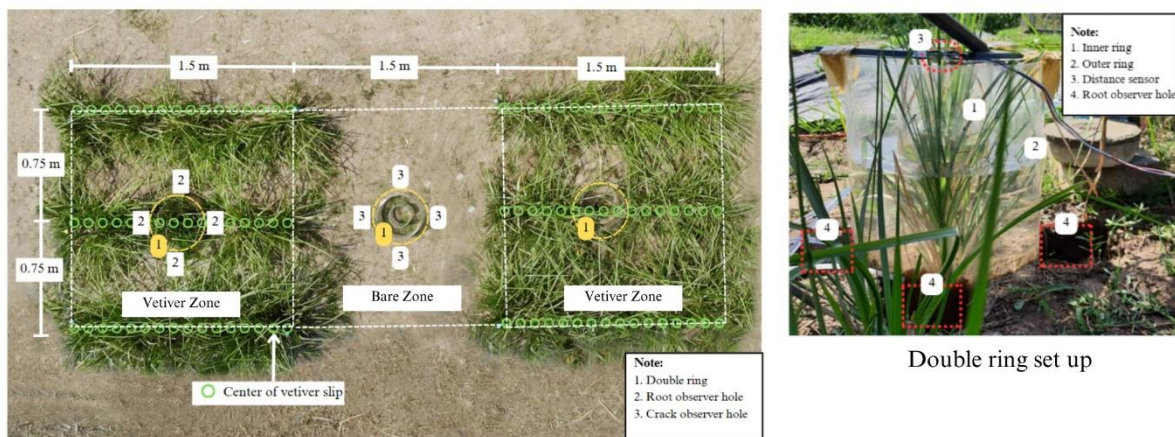 1.5 m
1.5 m
1.5 m
0.75 m
0.75 m
2
2
2
2
1
3
3
3
3
1
1
Vetiver Zone
Bare Zone
Vetiver Zone
Center of vetiver slip
Note:
1. Double ring
2. Root observer hole
3. Crack observer hole
3
1
2
4
4
4
Note:
1. Inner ring
2. Outer ring
3. Distance sensor
4. Root observer hole
Double ring set up